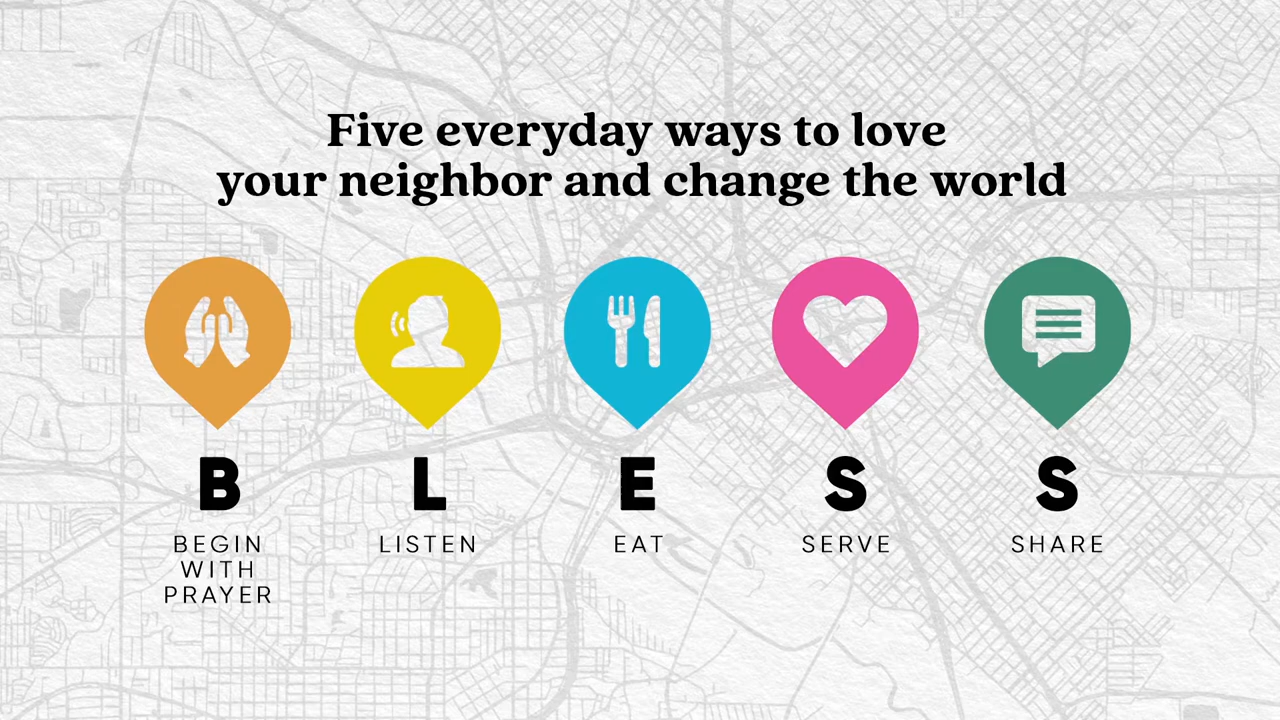 Five everyday ways to love
your neighbor and change the world
B
L
E
S
S
BEGIN
WITH
PRAYER
LISTEN
EAT
SERVE
SHARE